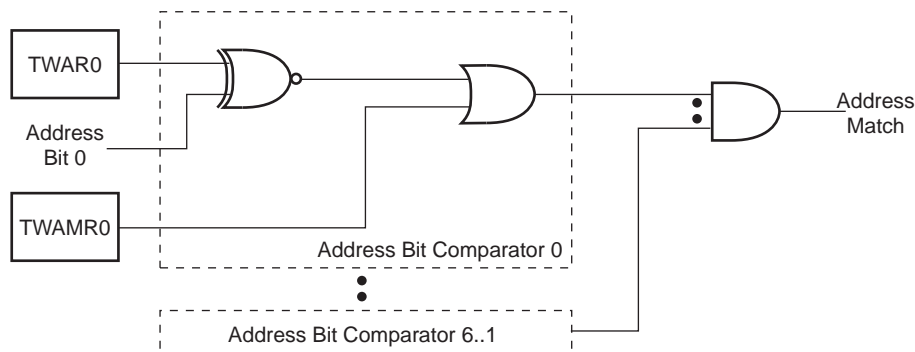 TWAR0
Address
Bit 0
TWAMR0
Address Bit Comparator 0
Address Bit Comparator 6..1
Address
Match